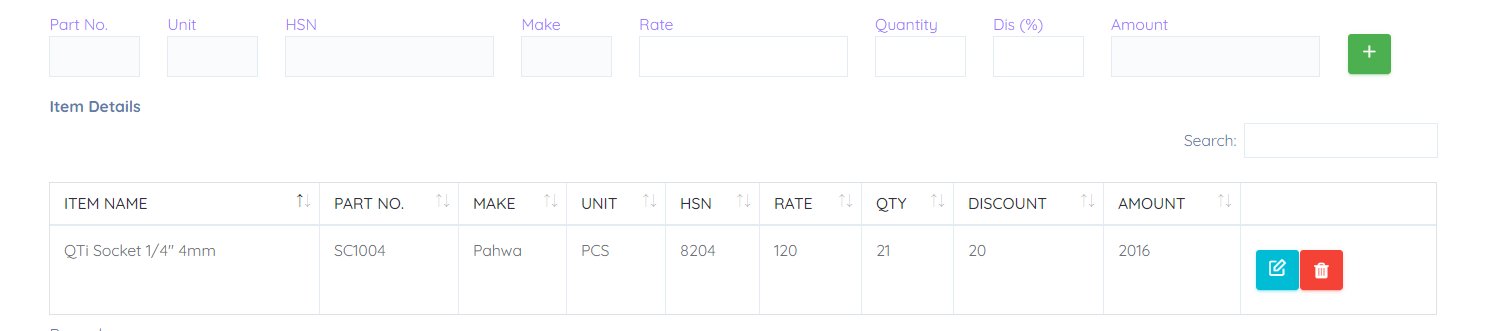 Part No. Unit HSN Make Rate Quantity Dis (%) Amount
Item Details
Search:
ITEM NAME PART NO. MAKE UNIT HSN RATE QTY DISCOUNT AMOUNT
QTi Socket 1/4" 4mm SC1004 Pahwa PCS 8204 120 21 20 2016